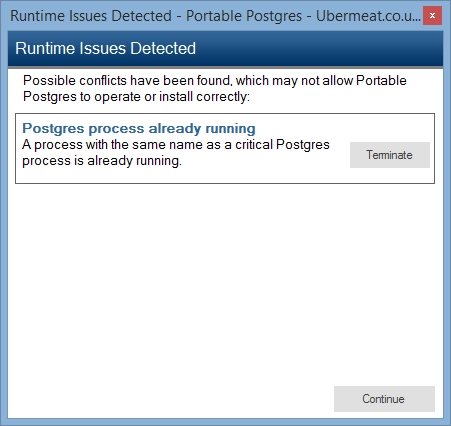 Runtime Issues Detected - Portable Postgres - Ubermeat.co.u...
x
Runtime Issues Detected
Possible conflicts have been found, which may not allow Portable
Postgres to operate or install correctly:
Postgres process already running
A process with the same name as a critical Postgres
process is already running.
Terminate
Continue